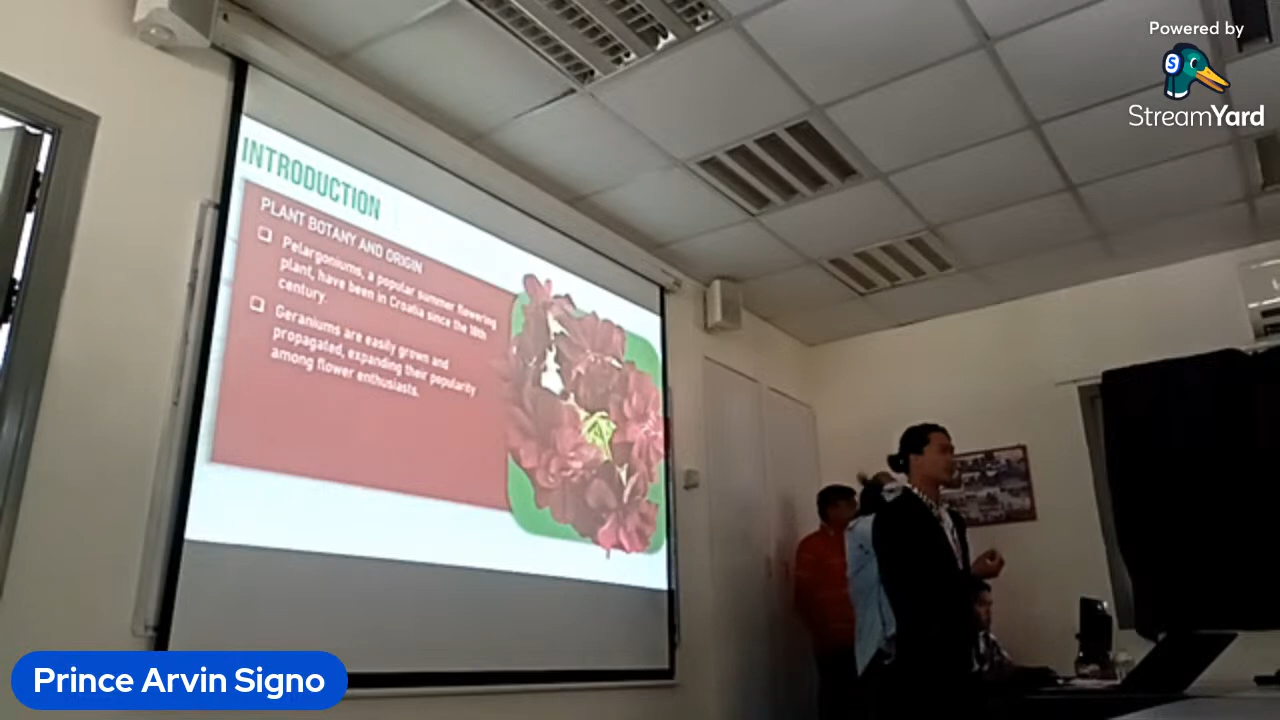 Powered by
StreamYard
INTRODUCTION
PLANT BOTANY AND ORIGIN
Pelargoniums, a popular summer flowering
plant, have been in Croatia since the 18th
century.
Geraniums are easily grown and
propagated, expanding their popularity
among flower enthusiasts.
Prince Arvin Signo